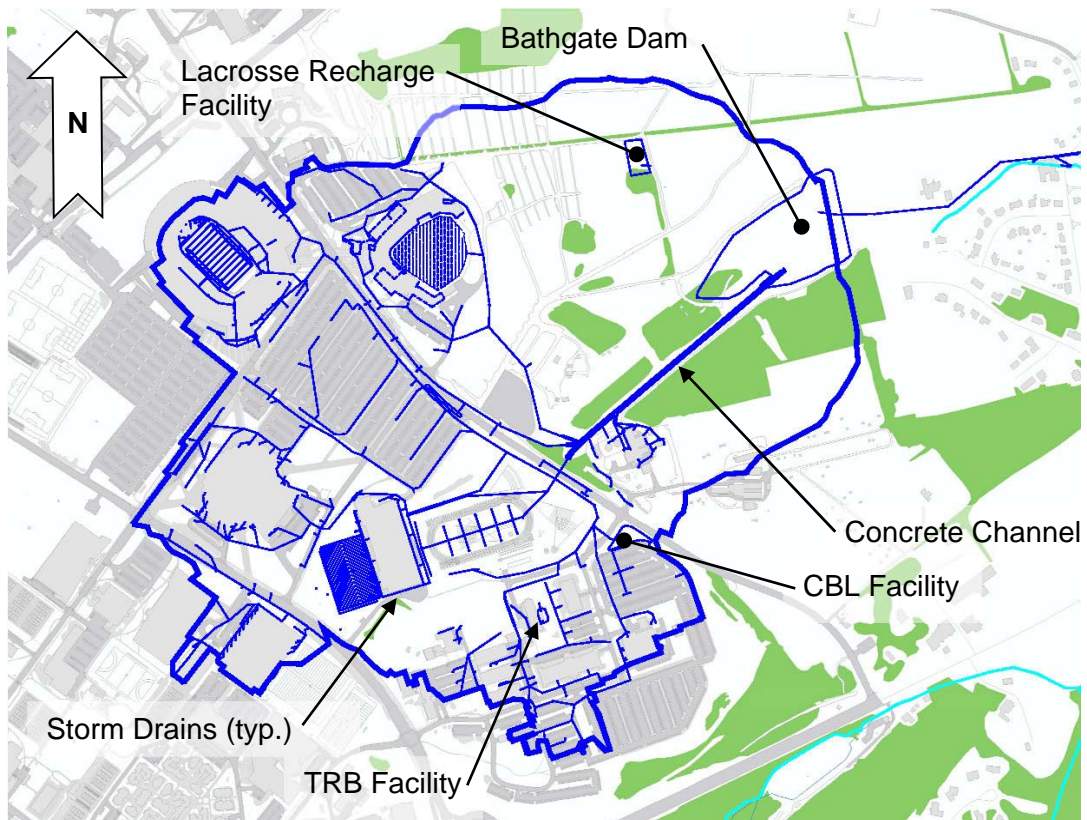 Bathgate Dam
Lacrosse Recharge
Facility
N
Concrete Channel
CBL Facility
Storm Drains (typ.)
TRB Facility